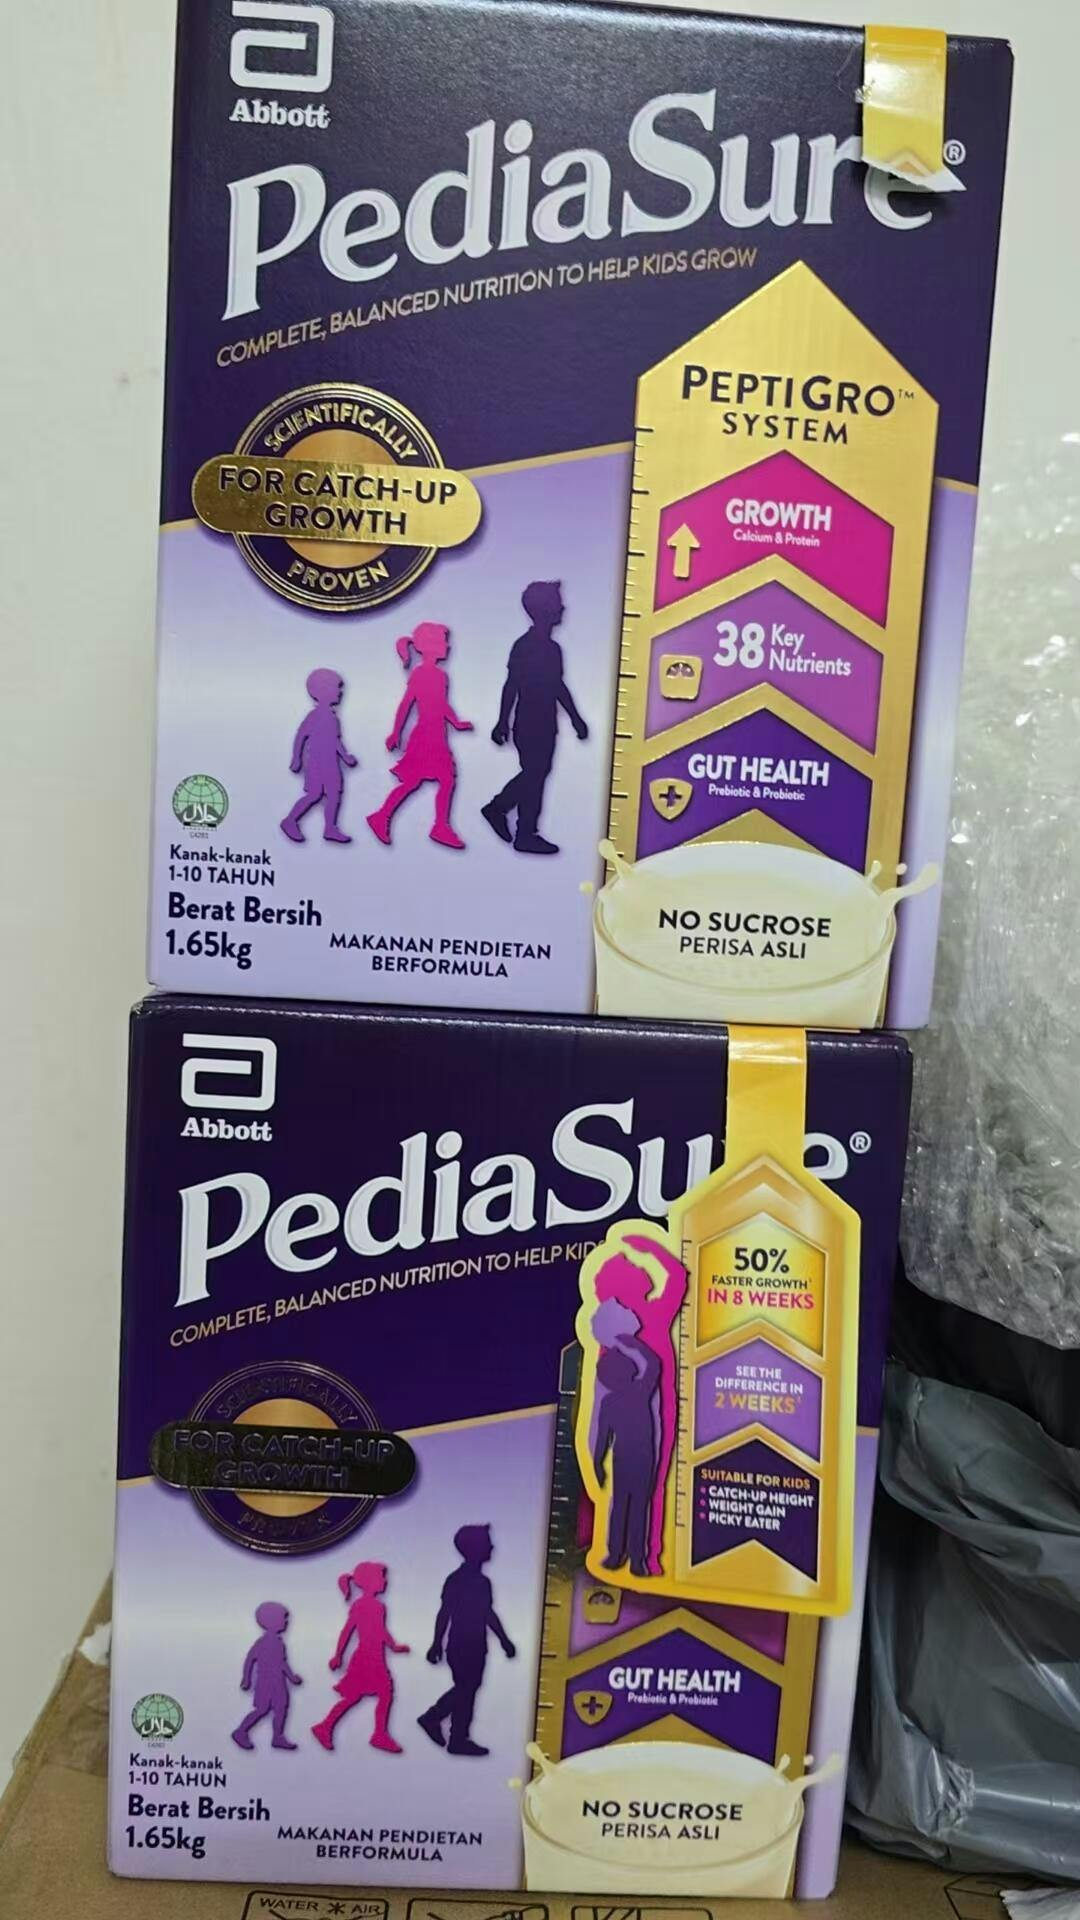 Abbott
PediaSure®
COMPLETE, BALANCED NUTRITION TO HELP KIDS GROW
PEPTIGRO™
SYSTEM
SCIENTIFICALLY
FOR CATCH-UP
GROWTH
PROVEN
GROWTH
Calcium & Protein
38 Key
Nutrients
GUT HEALTH
Prebiotic & Probiotic
Kanak-kanak
1-10 TAHUN
Berat Bersih
1.65kg
MAKANAN PENDIETAN
BERFORMULA
NO SUCROSE
PERISA ASLI
Abbott
PediaSu e®
COMPLETE, BALANCED NUTRITION TO HELP KIDS
50%
FASTER GROWTH¹
IN 8 WEEKS
SEE THE
DIFFERENCE IN
2 WEEKS¹
SUITABLE FOR KIDS
• CATCH-UP HEIGHT
• WEIGHT GAIN
• PICKY EATER
SCIENTIFICALLY
FOR CATCH-UP
GROWTH
PROVEN
GUT HEALTH
Prebiotic & Probiotic
Kanak-kanak
1-10 TAHUN
Berat Bersih
1.65kg
MAKANAN PENDIETAN
BERFORMULA
NO SUCROSE
PERISA ASLI
WATER AIR